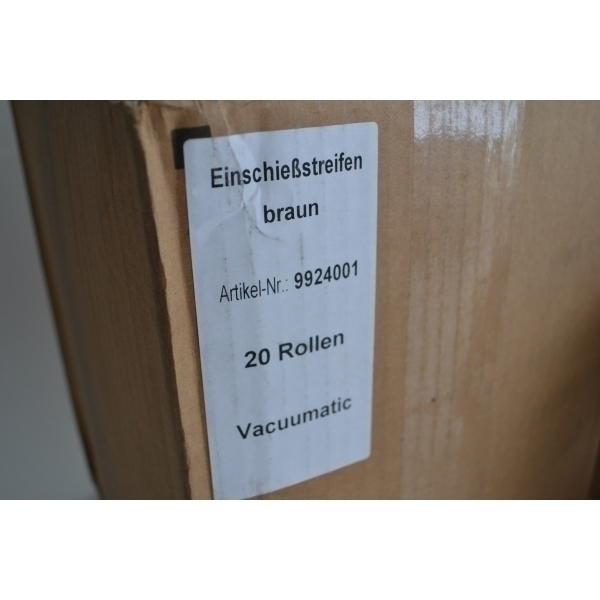 Einschießstreifen
braun
Artikel-Nr.: 9924001
20 Rollen
Vacuumatic